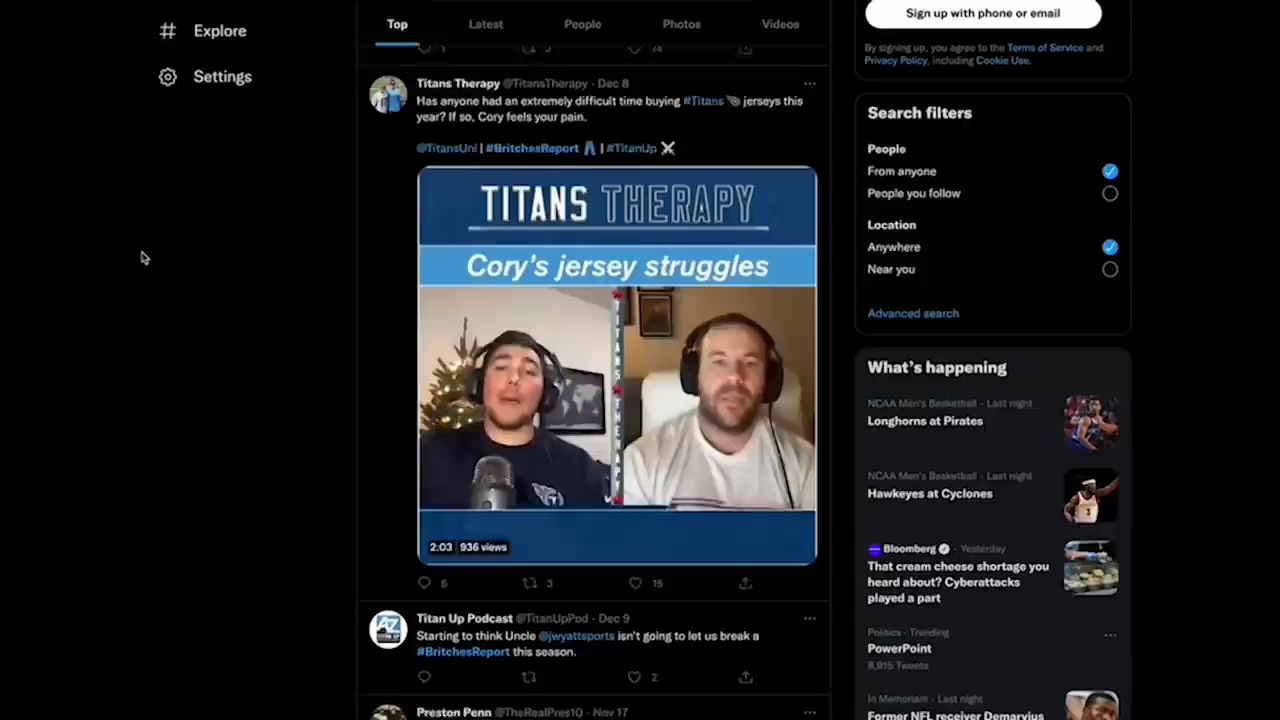 Explore
Settings
Top
Latest
People
Photos
Videos
1
74
Titans Therapy @TitansTherapy · Dec 8
Has anyone had an extremely difficult time buying #Titans jerseys this
year? If so, Cory feels your pain.
@TitansUni | #BritchesReport 👖 | #TitanUp ⚔
TITANS THERAPY
Cory's jersey struggles
TITANS THERAPY
2:03 936 views
5
3
15
Titan Up Podcast @TitanUpPod · Dec 9
Starting to think Uncle @jwyattsports isn't going to let us break a
#BritchesReport this season.
2
Preston Penn @TheRealPres10 · Nov 17
Sign up with phone or email
By signing up, you agree to the Terms of Service and
Privacy Policy, including Cookie Use.
Search filters
People
From anyone
People you follow
Location
Anywhere
Near you
Advanced search
What's happening
NCAA Men's Basketball · Last night
Longhorns at Pirates
NCAA Men's Basketball · Last night
Hawkeyes at Cyclones
Bloomberg · Yesterday
That cream cheese shortage you
heard about? Cyberattacks
played a part
Politics · Trending
PowerPoint
8,915 Tweets
In Memoriam · Last night
Former NFL receiver Demaryius